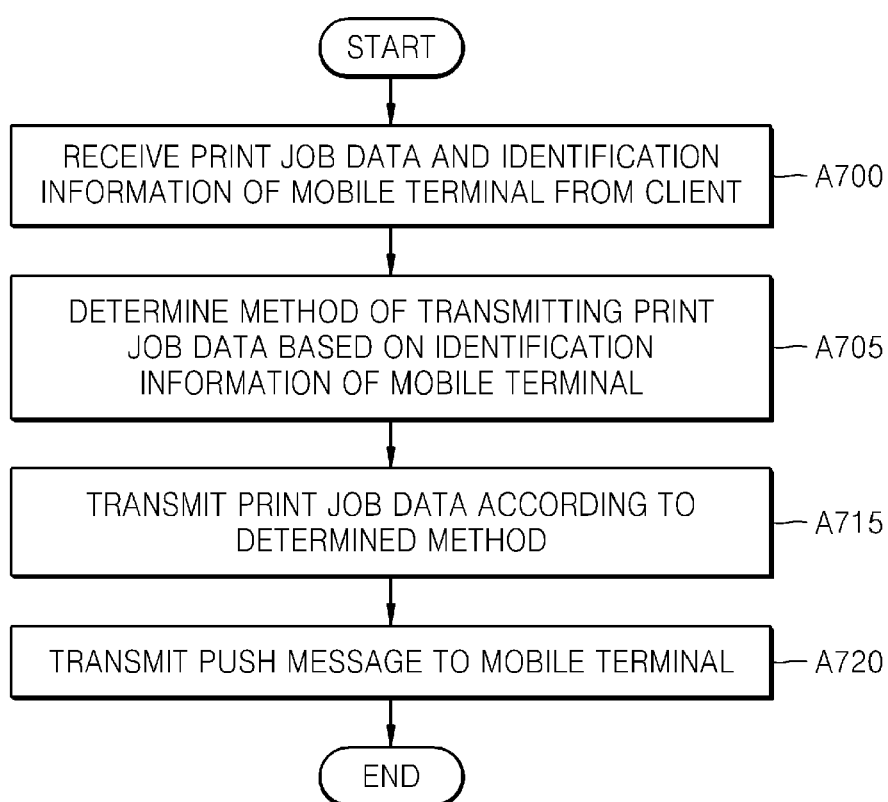 START
RECEIVE PRINT JOB DATA AND IDENTIFICATION
INFORMATION OF MOBILE TERMINAL FROM CLIENT
A700
DETERMINE METHOD OF TRANSMITTING PRINT
JOB DATA BASED ON IDENTIFICATION
INFORMATION OF MOBILE TERMINAL
A705
TRANSMIT PRINT JOB DATA ACCORDING TO
DETERMINED METHOD
A715
TRANSMIT PUSH MESSAGE TO MOBILE TERMINAL
A720
END